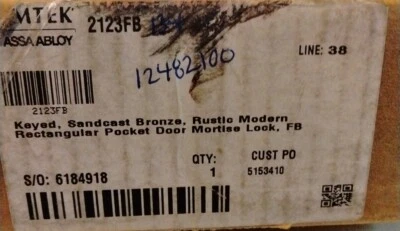 MTEK
ASSA ABLOY
2123FB
LINE: 38
12482100
2123FB
Keyed, Sandcast Bronze, Rustic Modern
Rectangular Pocket Door Mortise Lock, FB
QTY: CUST PO
S/O: 6184918 1 5153410